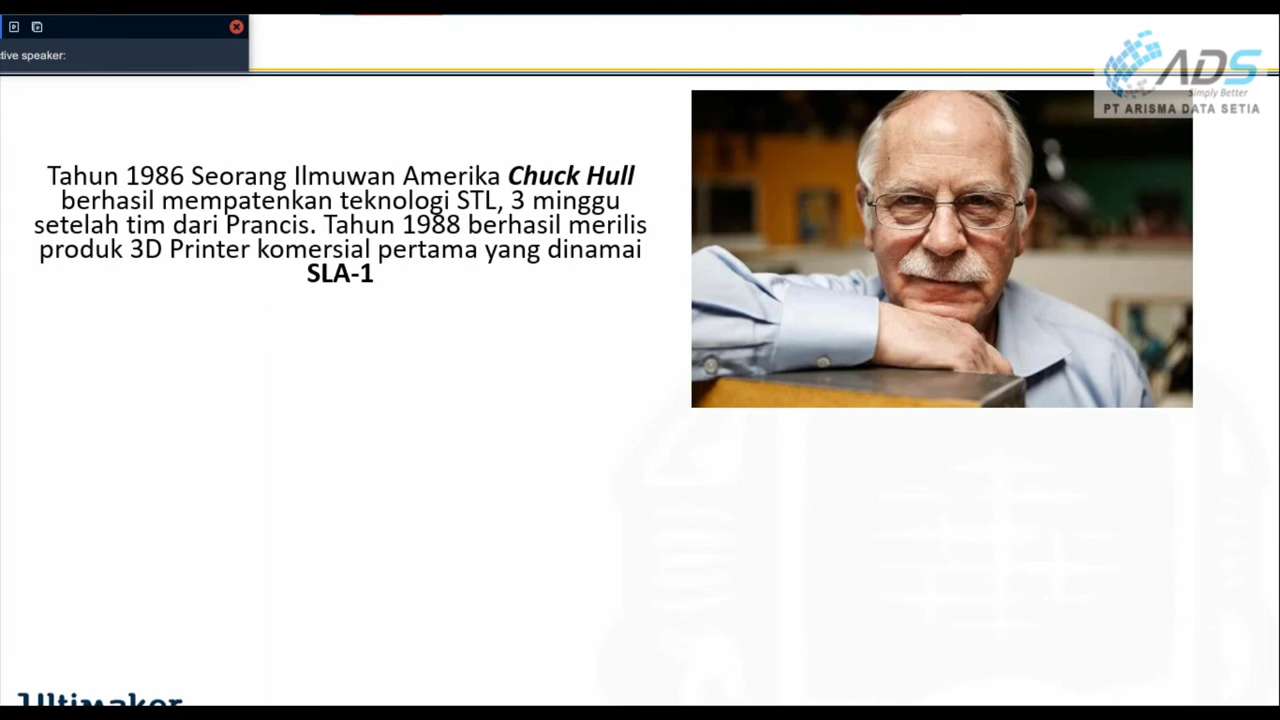 tive speaker:
ADS
Simply Better
PT ARISMA DATA SETIA
Tahun 1986 Seorang Ilmuwan Amerika Chuck Hull
berhasil mempatenkan teknologi STL, 3 minggu
setelah tim dari Prancis. Tahun 1988 berhasil merilis
produk 3D Printer komersial pertama yang dinamai
SLA-1
Ultimaker